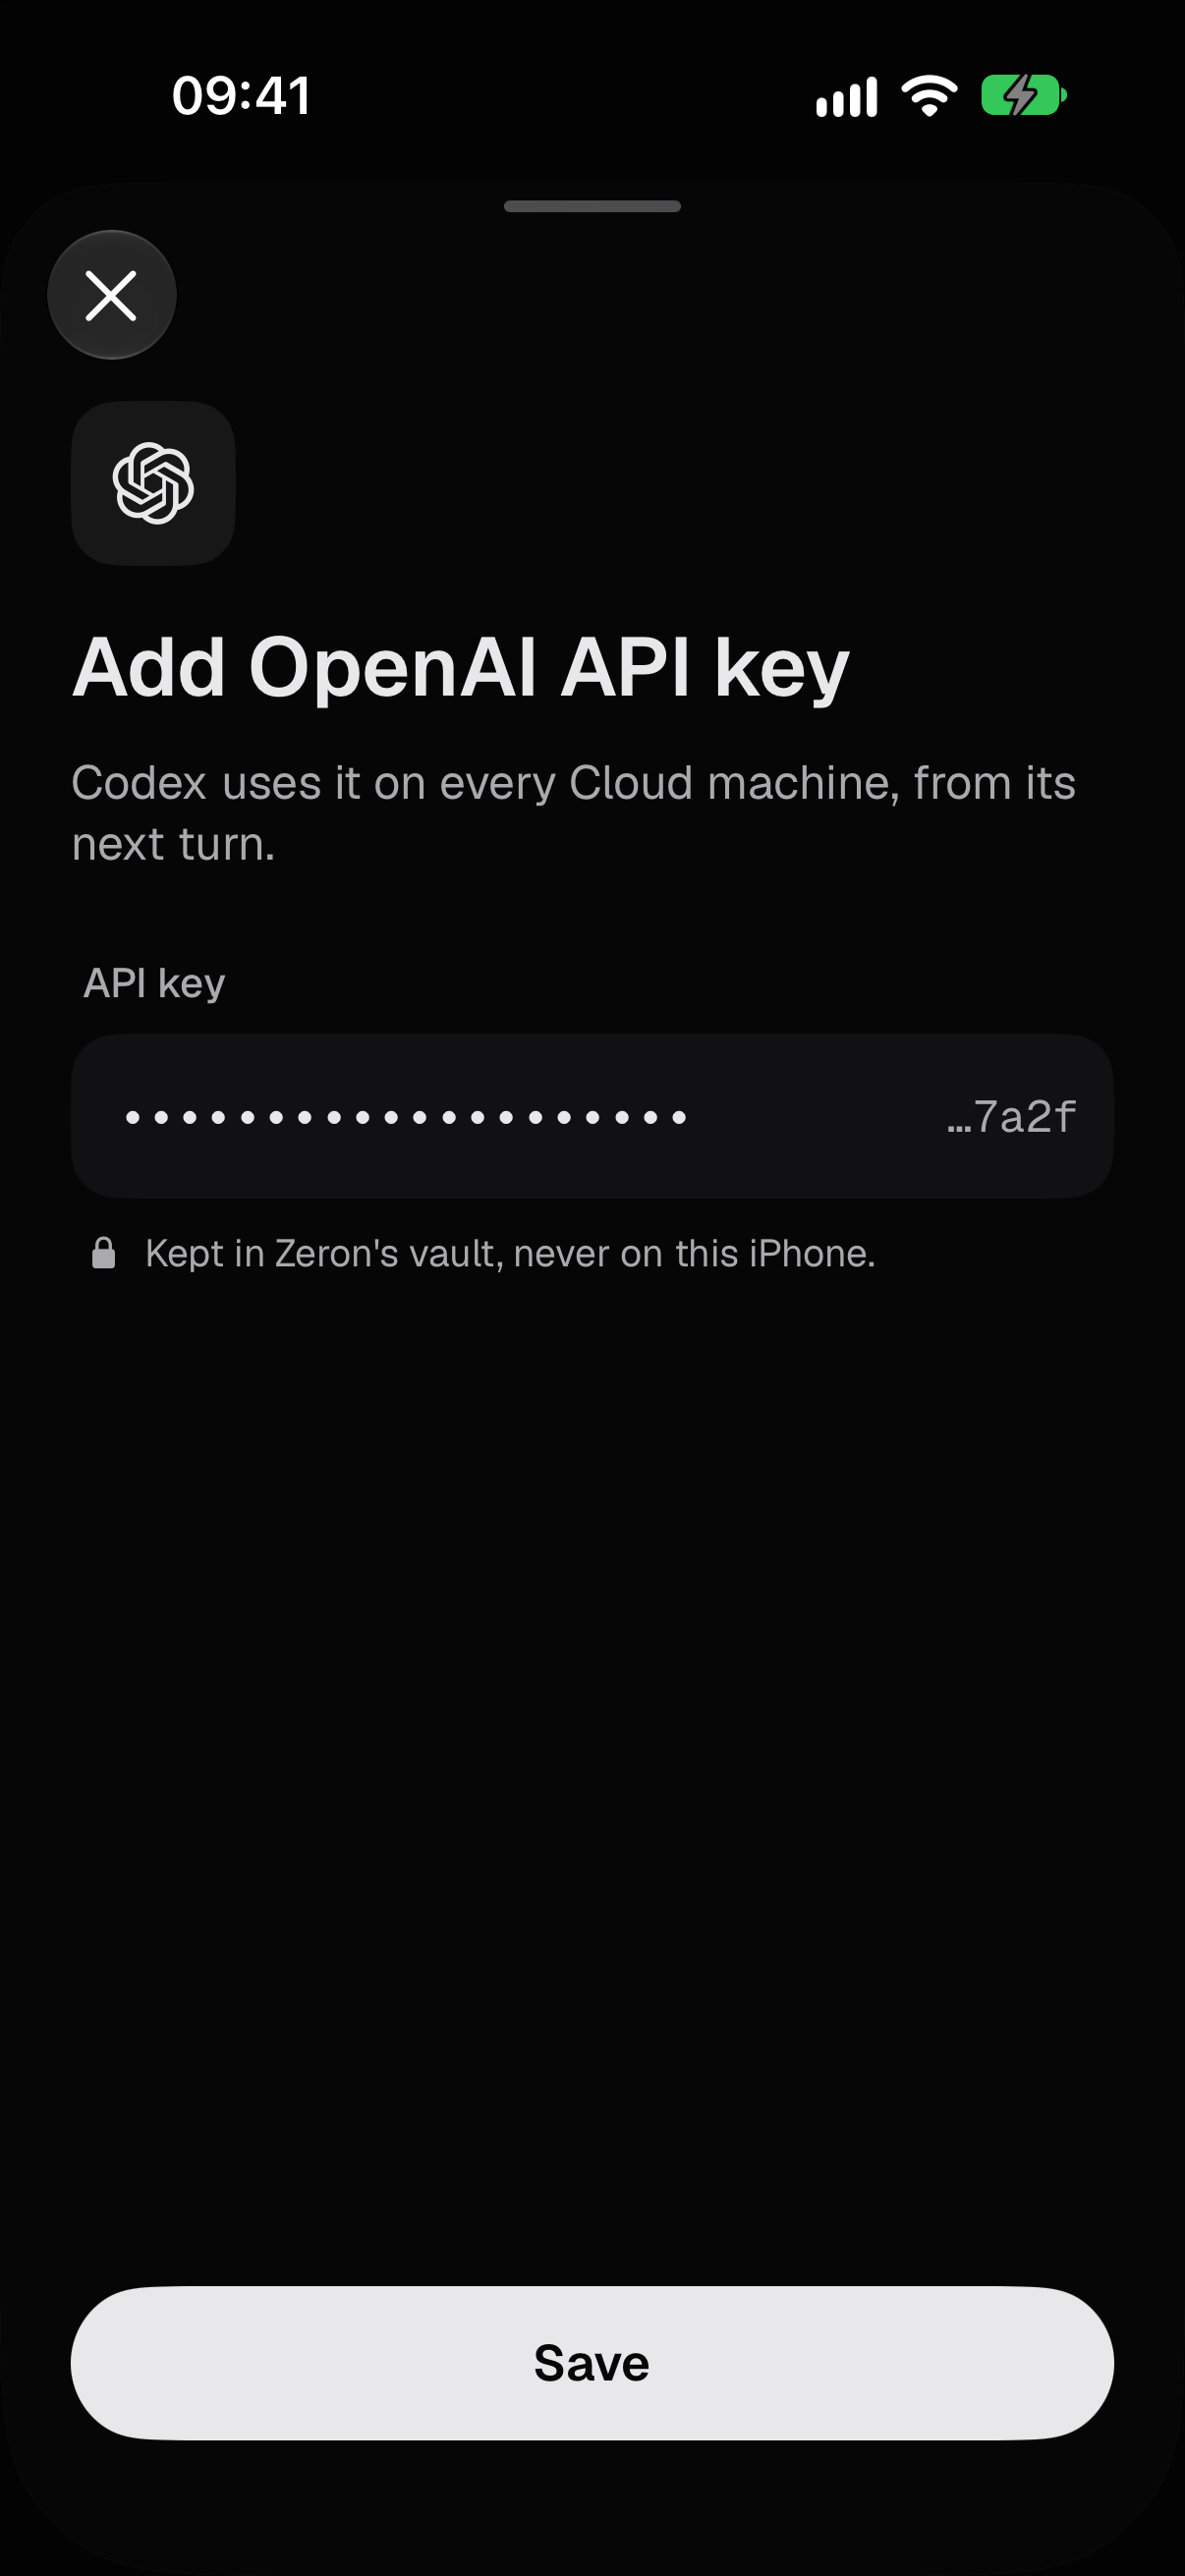 09:41
Add OpenAI API key
Codex uses it on every Cloud machine, from its
next turn.
API key
•••••••••••••••••••• …7a2f
Kept in Zeron's vault, never on this iPhone.
Save